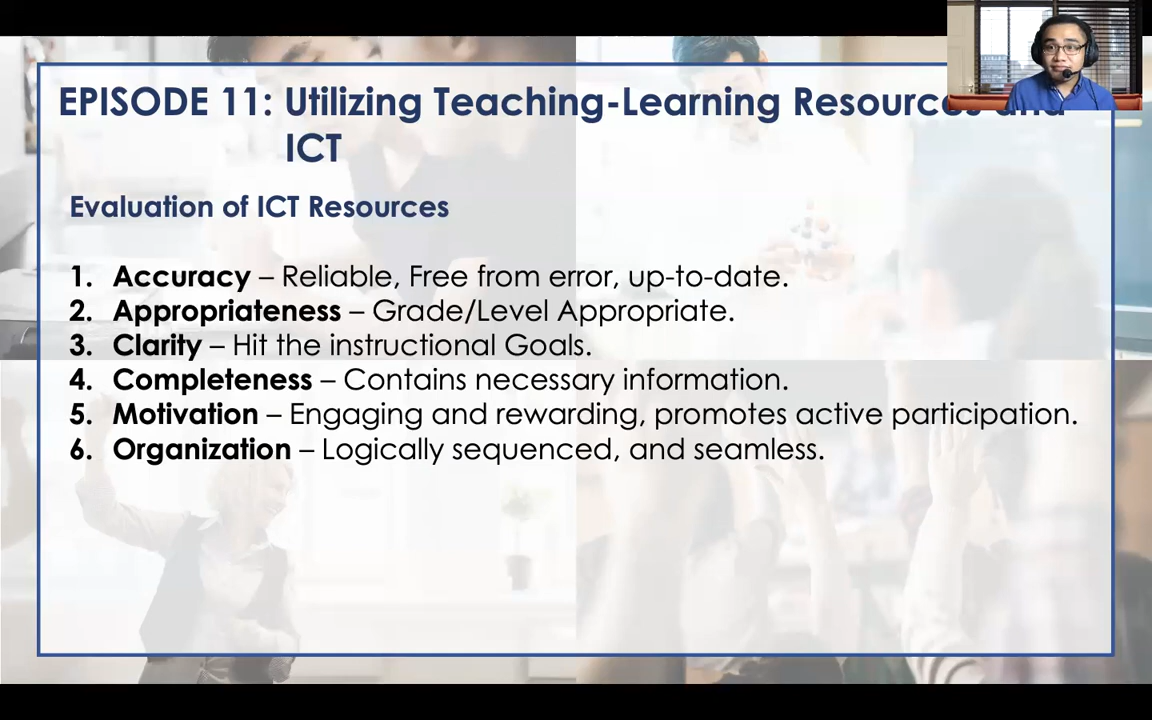 EPISODE 11: Utilizing Teaching-Learning Resources and
ICT
Evaluation of ICT Resources
1. Accuracy – Reliable, Free from error, up-to-date.
2. Appropriateness – Grade/Level Appropriate.
3. Clarity – Hit the instructional Goals.
4. Completeness – Contains necessary information.
5. Motivation – Engaging and rewarding, promotes active participation.
6. Organization – Logically sequenced, and seamless.